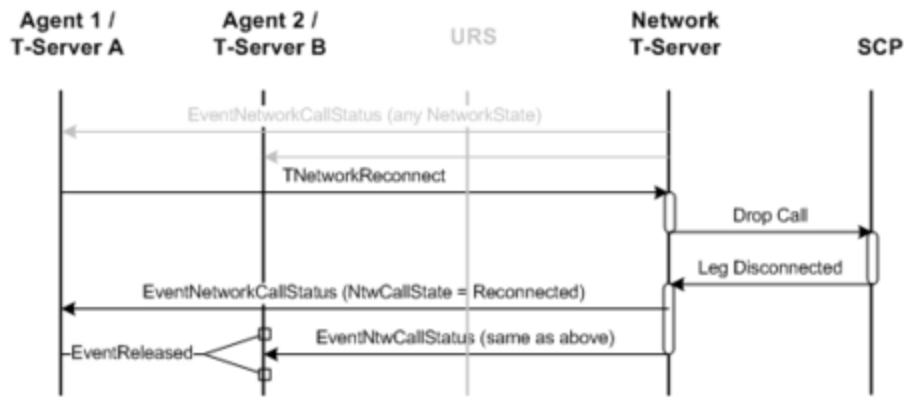 Agent 1 /
T-Server A
Agent 2 /
T-Server B
URS
Network
T-Server
SCP
EventNetworkCallStatus (any NetworkState)
TNetworkReconnect
Drop Call
Leg Disconnected
EventNetworkCallStatus (NtwCallState = Reconnected)
EventNtwCallStatus (same as above)
EventReleased